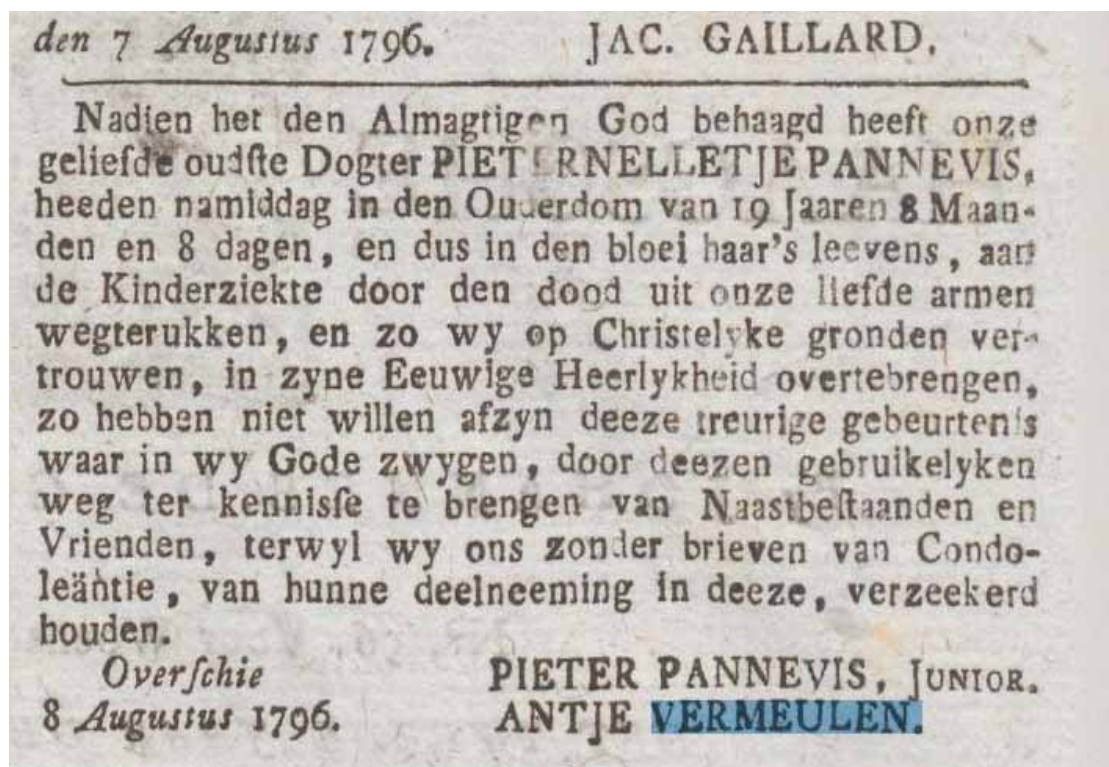 den 7 Augustus 1796. JAC. GAILLARD.
Nadien het den Almagtigen God behaagd heeft onze
geliefde oudſte Dogter PIETERNELLETJE PANNEVIS,
heeden namiddag in den Ouderdom van 19 Jaaren 8 Maan-
den en 8 dagen, en dus in den bloei haar's leevens, aan
de Kinderziekte door den dood uit onze liefde armen
wegterukken, en zo wy op Christelyke gronden ver-
trouwen, in zyne Eeuwige Heerlykheid overtebrengen,
zo hebben niet willen afzyn deeze treurige gebeurtenis
waar in wy Gode zwygen, door deezen gebruikelyken
weg ter kennisſe te brengen van Naastbeſtaanden en
Vrienden, terwyl wy ons zonder brieven van Condo-
leäntie, van hunne deelneeming in deeze, verzeekerd
houden.
Overſchie PIETER PANNEVIS, JUNIOR.
8 Augustus 1796. ANTJE VERMEULEN.